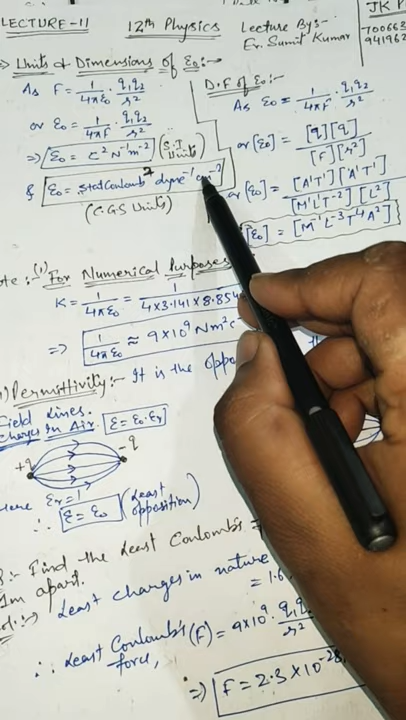 LECTURE-11 12th Physics Lecture By:-
Er. Sumit Kumar
JK P
70066
941962
⇒ Units & Dimensions of ε₀:→
As F = 1/4πε₀ · q₁q₂/r²
or ε₀ = 1/4πF · q₁q₂/r²
⇒ ε₀ = C² N⁻¹ m⁻² (S.I Units)
& ε₀ = statCoulomb² dyne⁻¹ cm⁻²
(C.G.S Units)
D.F of ε₀:-
As ε₀ = 1/4πF · q₁q₂/r²
or [ε₀] = [q][q]/[F][r²]
or [ε₀] = [A¹T¹][A¹T¹]/[M¹L¹T⁻²][L²]
[ε₀] = [M⁻¹L⁻³T⁴A²]
ote:-(1) For Numerical Purposes
K = 1/4πε₀ = 1/4×3.141×8.854
⇒ 1/4πε₀ ≈ 9×10⁹ Nm²C
) Permittivity:- It is the oppo
Field Lines.
Charges In Air. ε = ε₀·εᵣ
+q -q
Here εᵣ = 1
∴ ε = ε₀ (Least opposition)
:- Find the Least Coulomb's F
1m apart.
ol:→ Least charges in nature
= 1.6
∴ Least Coulomb's force, (F) = 9×10⁹ · q₁q₂/r²
⇒ F = 2.3×10⁻²⁸